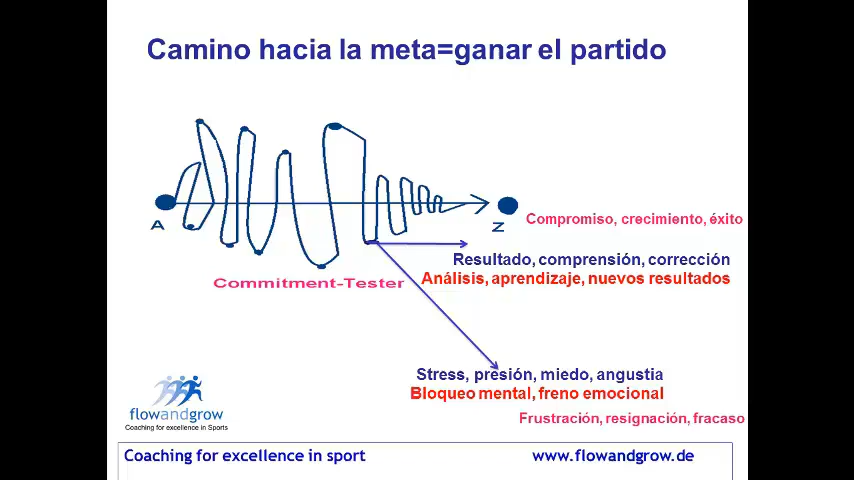 Camino hacia la meta=ganar el partido
A
Z
Compromiso, crecimiento, éxito
Resultado, comprensión, corrección
Commitment-Tester
Análisis, aprendizaje, nuevos resultados
Stress, presión, miedo, angustia
Bloqueo mental, freno emocional
Frustración, resignación, fracaso
flowandgrow
Coaching for excellence in Sports
Coaching for excellence in sport
www.flowandgrow.de